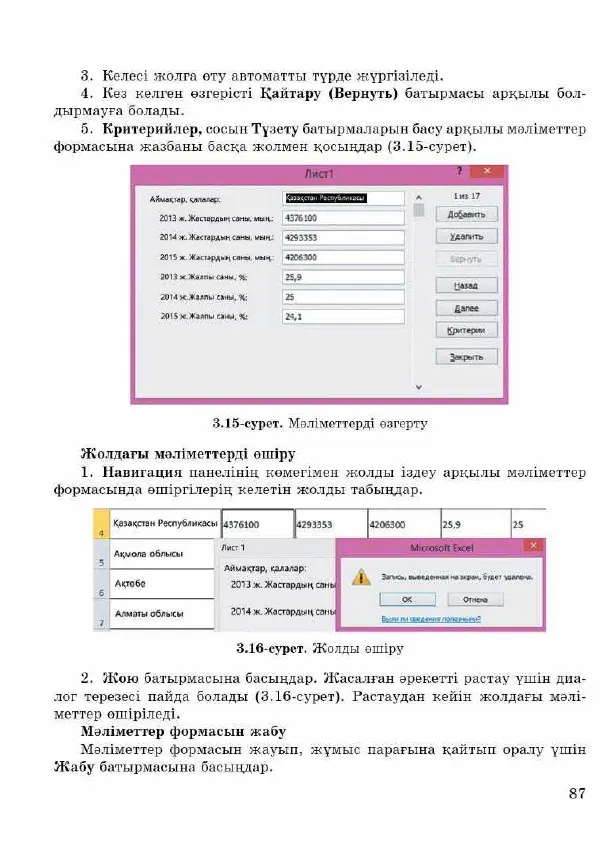 3. Келесі жолға өту автоматты түрде жүргізіледі.
4. Кез келген өзгерісті Қайтару (Вернуть) батырмасы арқылы бол-
дырмауға болады.
5. Критерийлер, сосын Түзету батырмаларын басу арқылы мәліметтер
формасына жазбаны басқа жолмен қосыңдар (3.15-сурет).
Лист1
? ×
Аймақтар, қалалар: Қазақстан Республикасы
1 из 17
2013 ж. Жастардың саны, мың.: 4376100
Добавить
2014 ж. Жастардың саны, мың.: 4293353
Удалить
2015 ж. Жастардың саны, мың.: 4206300
Вернуть
2013 ж. Жалпы саны, %: 25,9
Назад
2014 ж. Жалпы саны, %: 25
Далее
2015 ж. Жалпы саны, %: 24,1
Критерии
Закрыть
3.15-сурет. Мәліметтерді өзгерту
Жолдағы мәліметтерді өшіру
1. Навигация панелінің көмегімен жолды іздеу арқылы мәліметтер
формасында өшіргілерің келетін жолды табыңдар.
4 Қазақстан Республикасы 4376100 4293353 4206300 25,9 25
5 Ақмола облысы
6 Ақтөбе
7 Алматы облысы
Лист 1
Аймақтар, қалалар:
2013 ж. Жастардың саны
2014 ж. Жастардың саны
Microsoft Excel
×
Запись, выведенная на экран, будет удалена.
ОК Отмена
Были ли сведения полезными?
3.16-сурет. Жолды өшіру
2. Жою батырмасына басыңдар. Жасалған әрекетті растау үшін диа-
лог терезесі пайда болады (3.16-сурет). Растаудан кейін жолдағы мәлі-
меттер өшіріледі.
Мәліметтер формасын жабу
Мәліметтер формасын жауып, жұмыс парағына қайтып оралу үшін
Жабу батырмасына басыңдар.
87